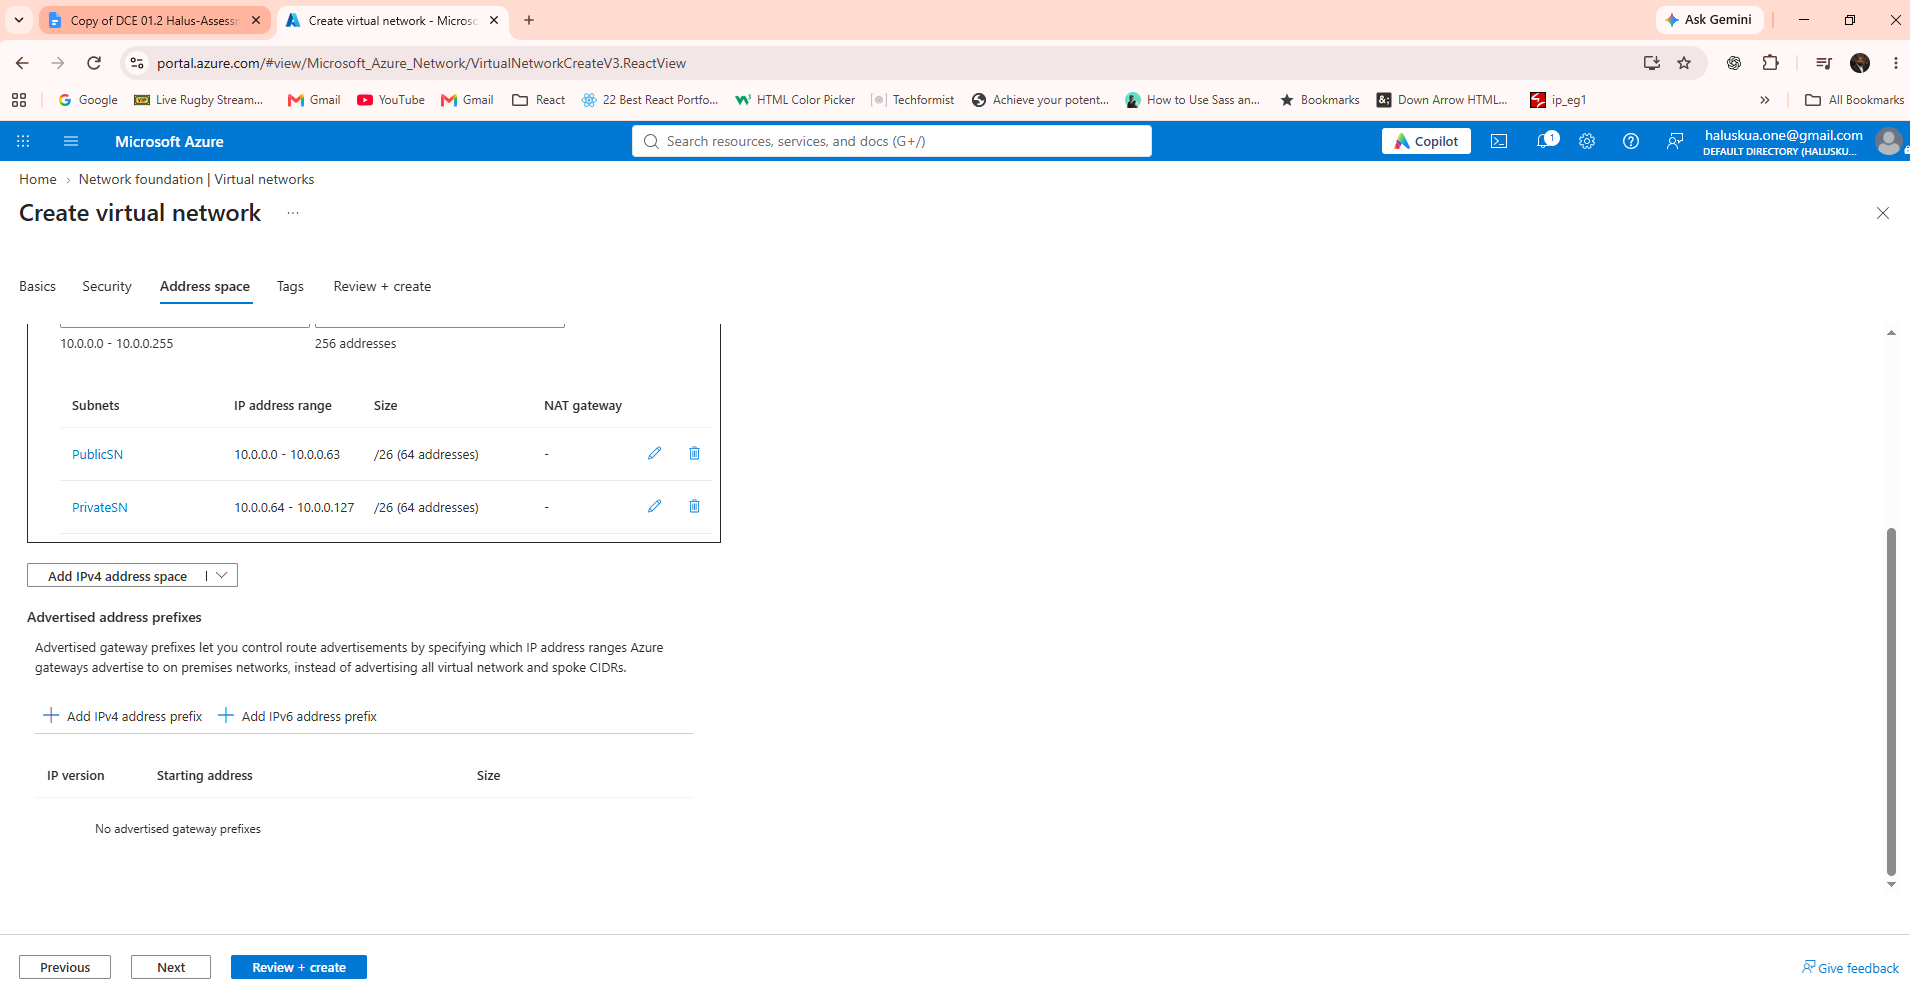 Copy of DCE 01.2 Halus-Assessm
Create virtual network - Microso
Ask Gemini
portal.azure.com/#view/Microsoft_Azure_Network/VirtualNetworkCreateV3.ReactView
Google
Live Rugby Stream...
Gmail
YouTube
Gmail
React
22 Best React Portfo...
HTML Color Picker
Techformist
Achieve your potent...
How to Use Sass an...
Bookmarks
Down Arrow HTML...
ip_eg1
All Bookmarks
Microsoft Azure
Search resources, services, and docs (G+/)
Copilot
1
haluskua.one@gmail.com
DEFAULT DIRECTORY (HALUSKU...
Home > Network foundation | Virtual networks
Create virtual network ...
Basics Security Address space Tags Review + create
10.0.0.0 - 10.0.0.255 256 addresses
Subnets IP address range Size NAT gateway
PublicSN 10.0.0.0 - 10.0.0.63 /26 (64 addresses) -
PrivateSN 10.0.0.64 - 10.0.0.127 /26 (64 addresses) -
Add IPv4 address space
Advertised address prefixes
Advertised gateway prefixes let you control route advertisements by specifying which IP address ranges Azure
gateways advertise to on premises networks, instead of advertising all virtual network and spoke CIDRs.
Add IPv4 address prefix Add IPv6 address prefix
IP version Starting address Size
No advertised gateway prefixes
Previous Next Review + create
Give feedback